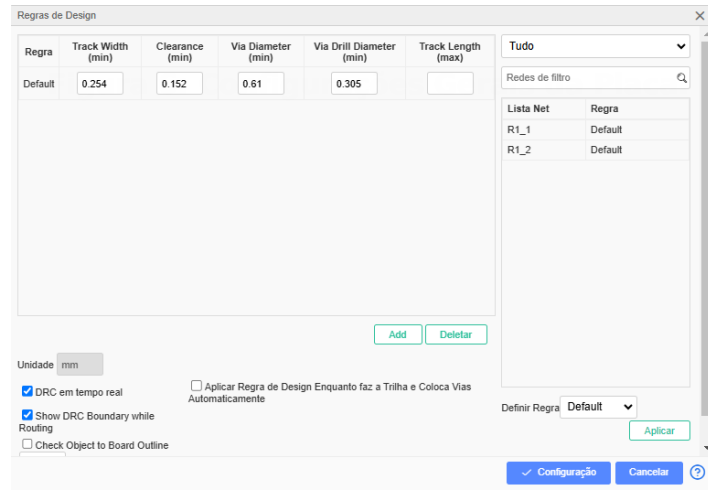 Regras de Design
Regra Track Width (min) Clearance (min) Via Diameter (min) Via Drill Diameter (min) Track Length (max)
Default 0.254 0.152 0.61 0.305
Add Deletar
Unidade mm
DRC em tempo real
Show DRC Boundary while
Routing
Check Object to Board Outline
Aplicar Regra de Design Enquanto faz a Trilha e Coloca Vias
Automaticamente
Tudo
Redes de filtro
Lista Net Regra
R1_1 Default
R1_2 Default
Definir Regra Default
Aplicar
Configuração Cancelar ?